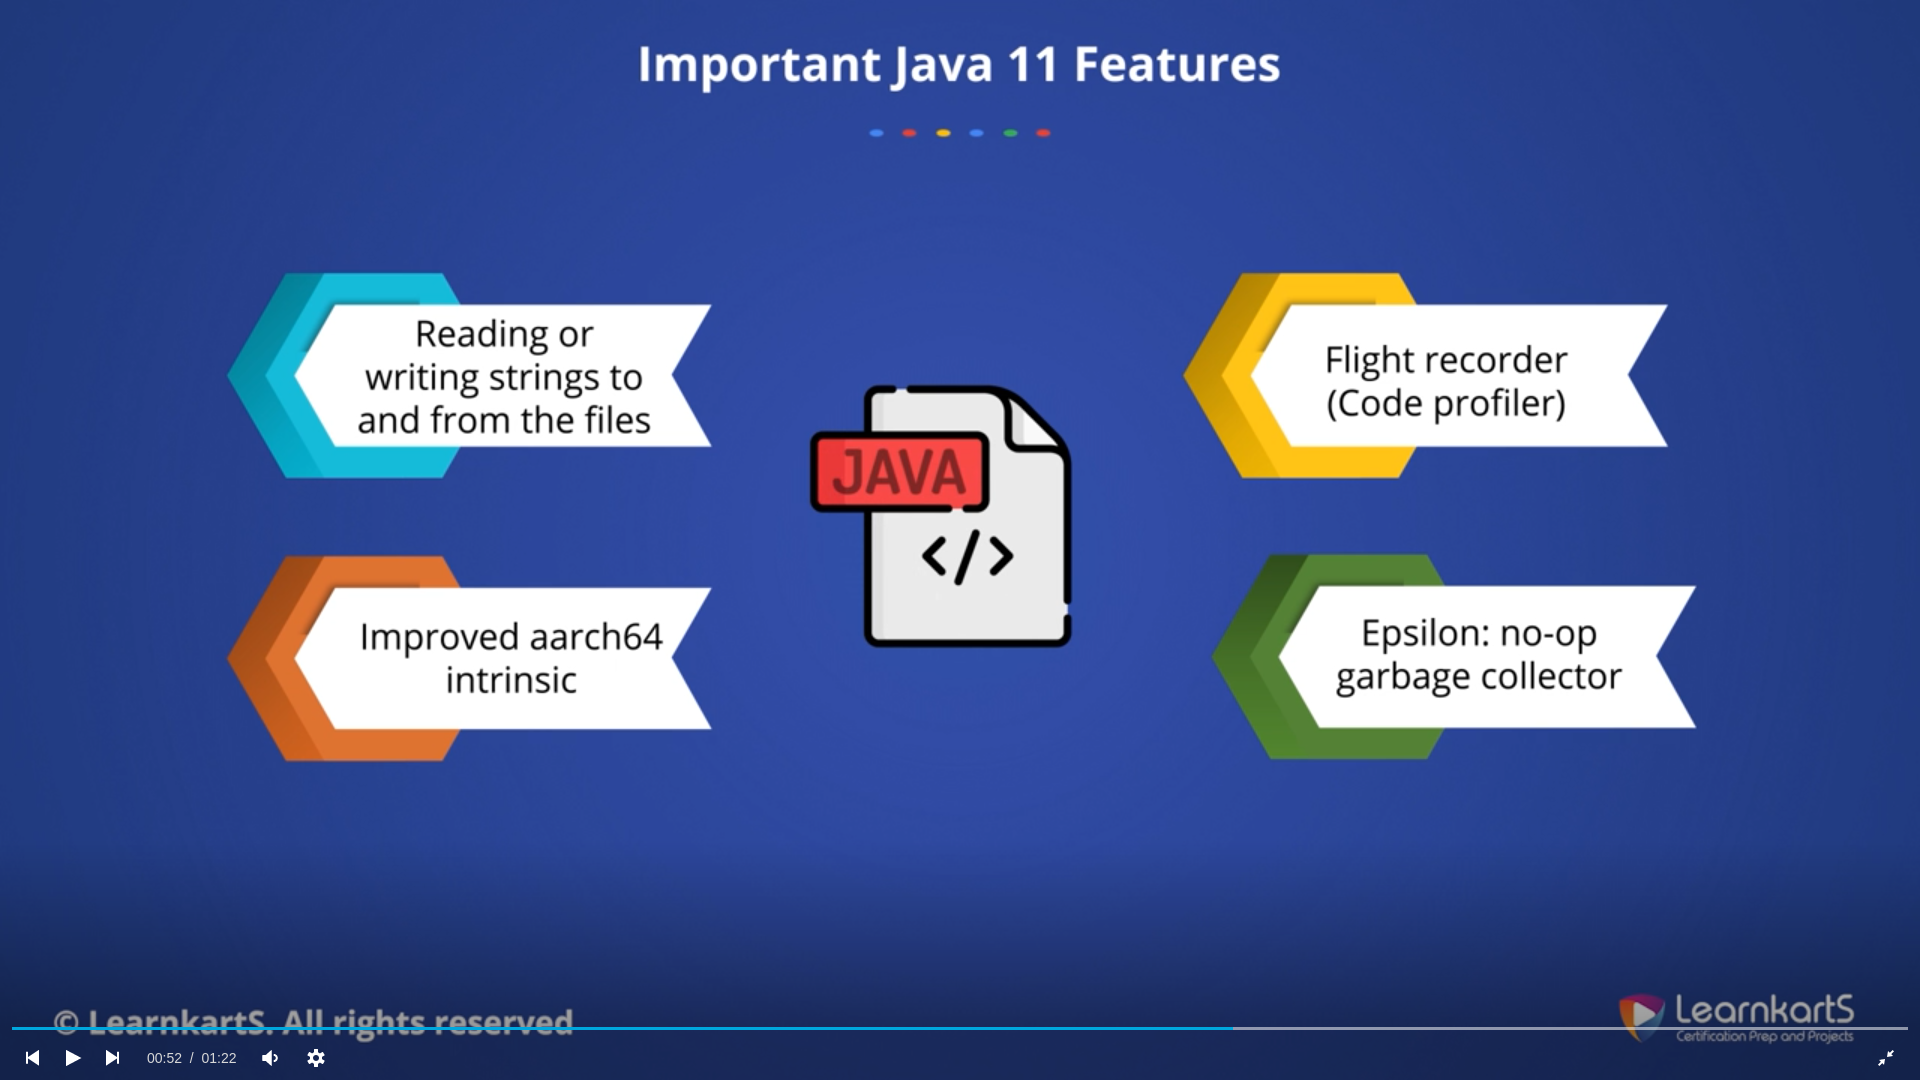 Important Java 11 Features
Reading or
writing strings to
and from the files
Flight recorder
(Code profiler)
JAVA
</>
Improved aarch64
intrinsic
Epsilon: no-op
garbage collector
© LearnkartS. All rights reserved
LearnkartS
Certification Prep and Projects
00:52 / 01:22